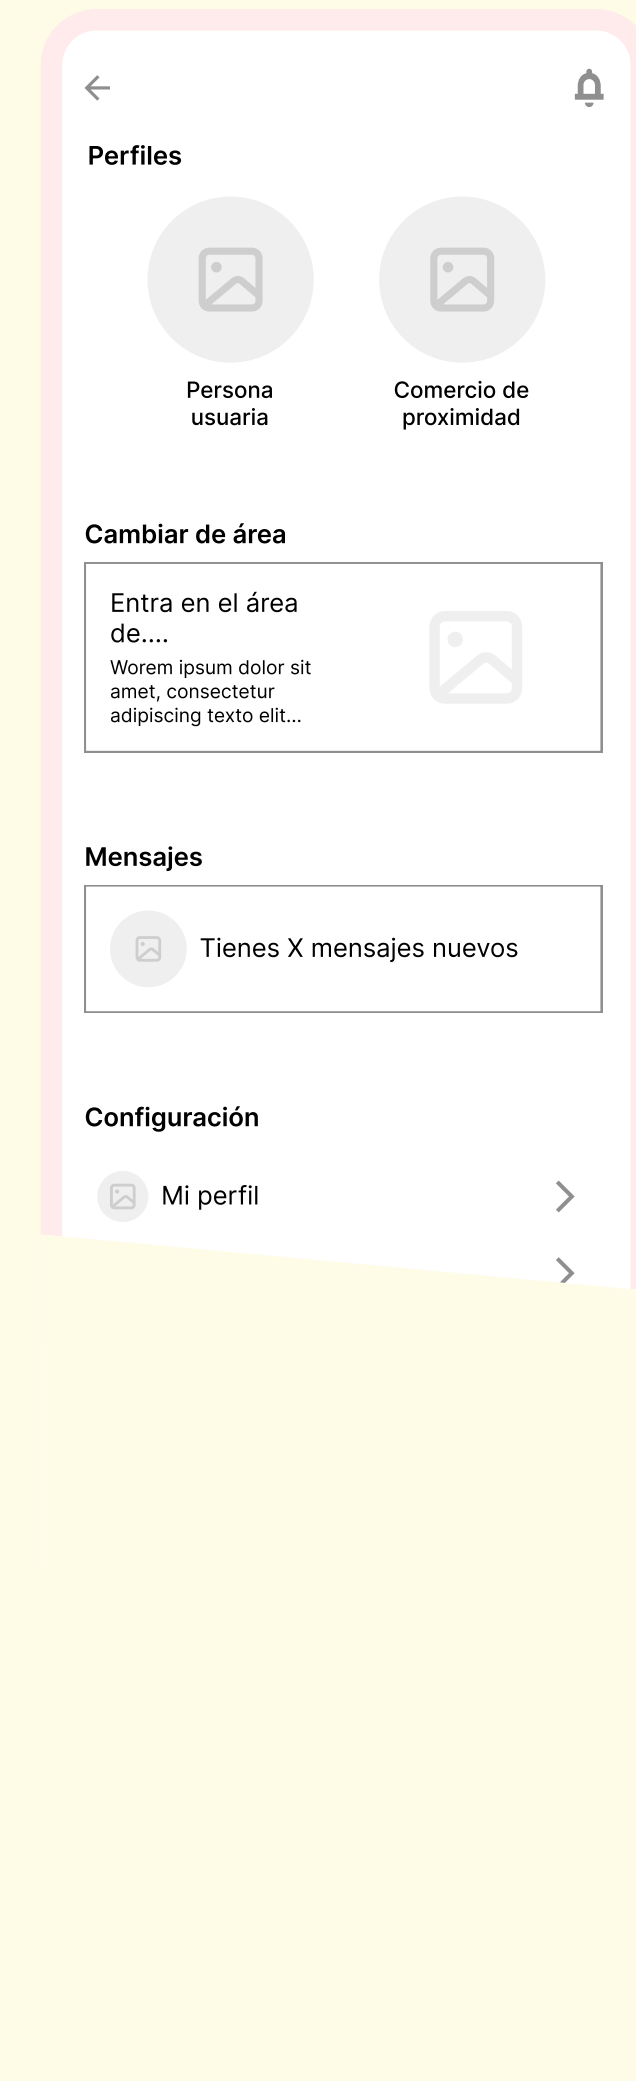 Perfiles
Persona
usuaria
Comercio de
proximidad
Cambiar de área
Entra en el área
de....
Worem ipsum dolor sit
amet, consectetur
adipiscing texto elit...
Mensajes
Tienes X mensajes nuevos
Configuración
Mi perfil